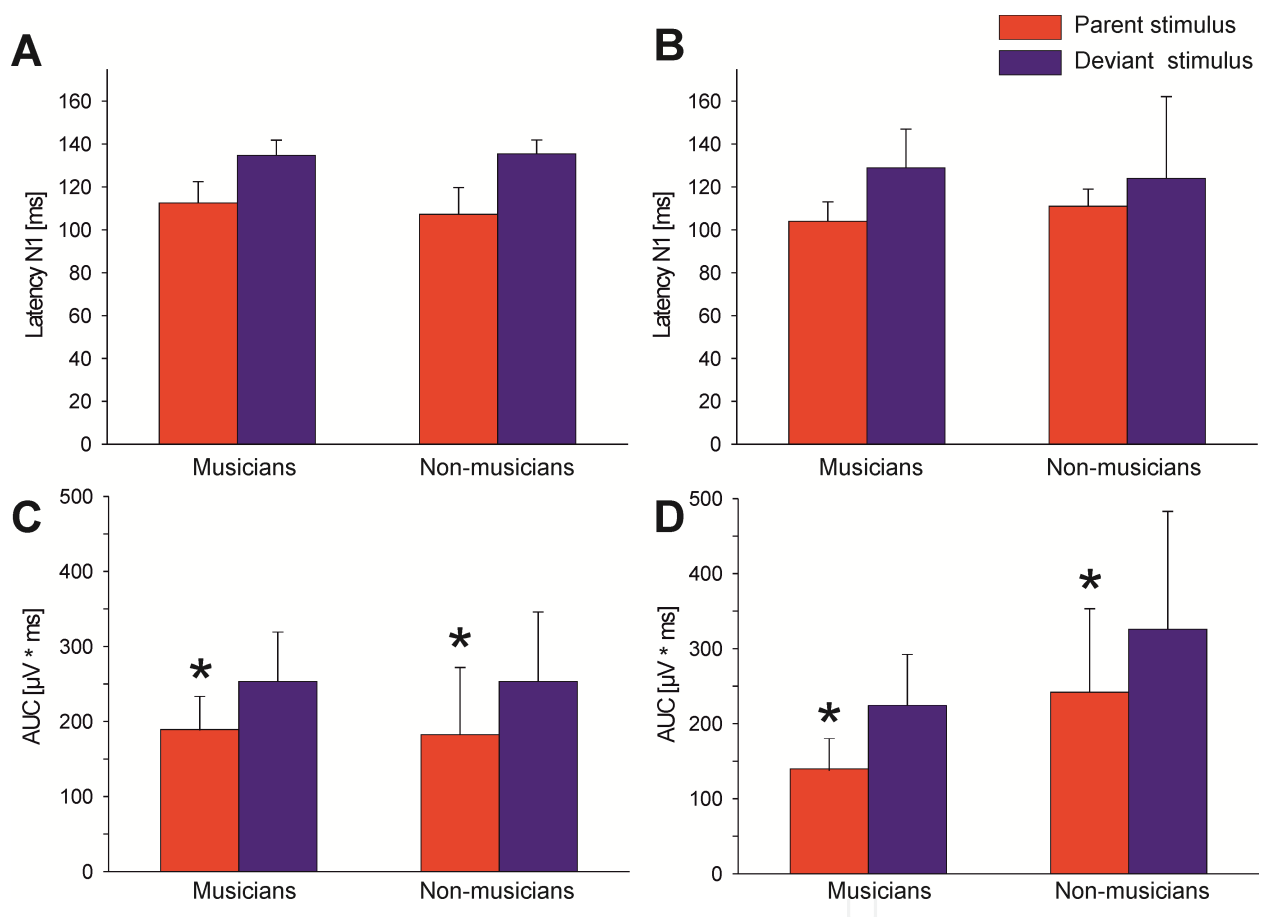 A
B
Parent stimulus
Deviant stimulus
Latency N1 [ms]
160
140
120
100
80
60
40
20
0
Musicians
Non-musicians
Latency N1 [ms]
160
140
120
100
80
60
40
20
0
Musicians
Non-musicians
C
AUC [µV * ms]
500
400
300
200
100
0
*
*
Musicians
Non-musicians
D
AUC [µV * ms]
500
400
300
200
100
0
*
*
Musicians
Non-musicians